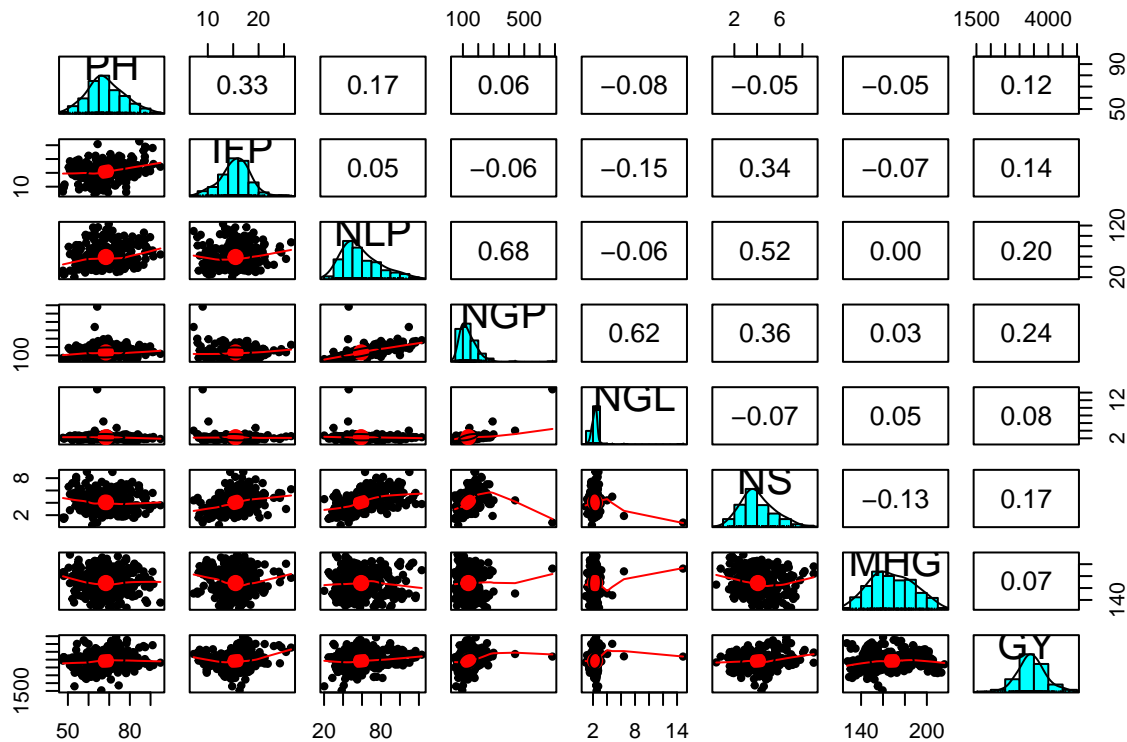 10 20 100 500 2 4 6 1500 4000
PH 0.33 0.17 0.06 −0.08 −0.05 −0.05 0.12 50 90
10 IFP 0.05 −0.06 −0.15 0.34 −0.07 0.14
NLP 0.68 −0.06 0.52 0.00 0.20 20 120
100 NGP 0.62 0.36 0.03 0.24
NGL −0.07 0.05 0.08 2 12
2 8 NS −0.13 0.17
MHG 0.07 140
1500 GY
50 60 80 20 80 2 8 14 140 200